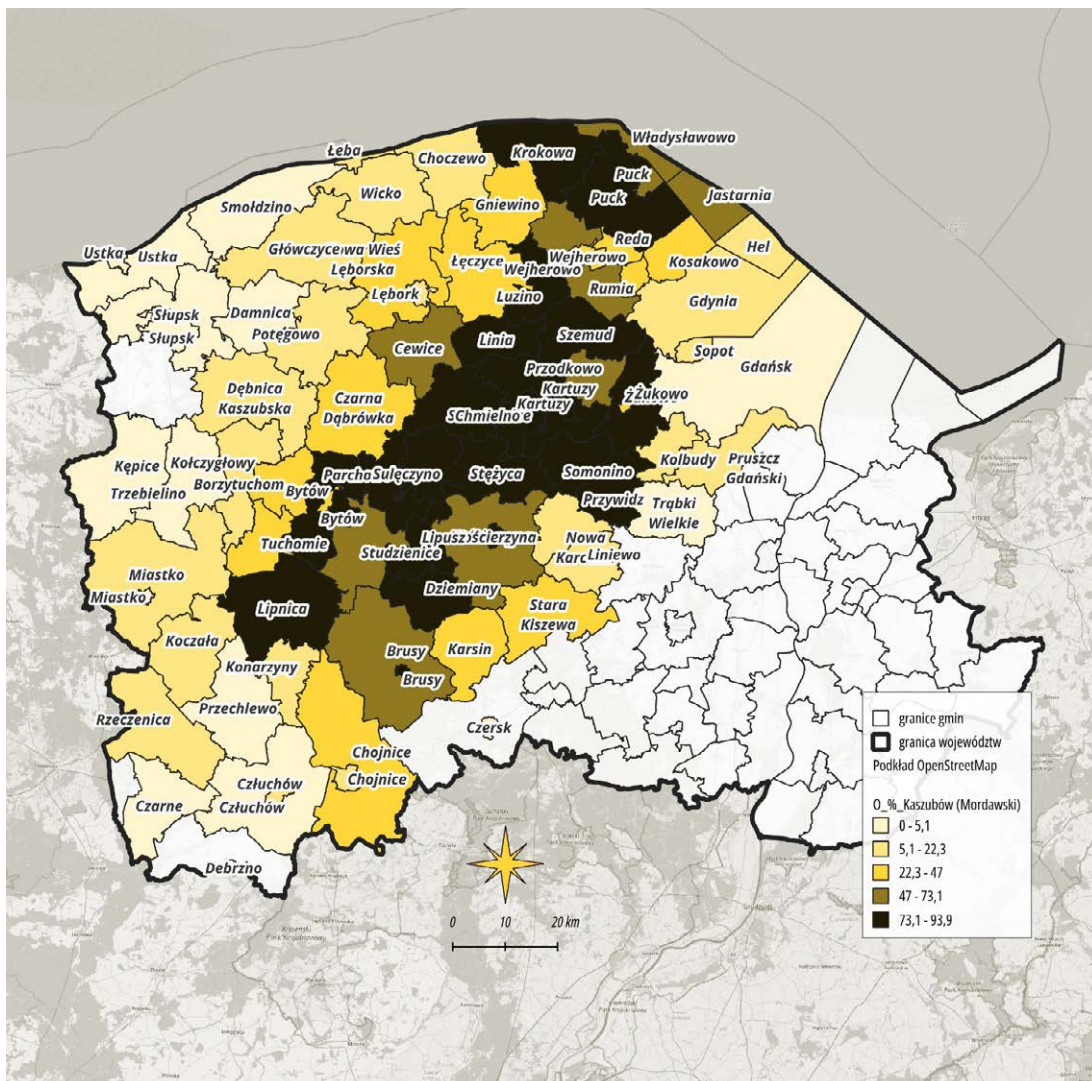 Władysławowo
Łeba
Choczewo
Krokowa
Puck
Puck
Jastarnia
Wicko
Gniewino
Smołdzino
Hel
Reda
Ustka
Ustka
Główczyce
wa Wieś
Lęborska
Łęczyce
Wejherowo
Wejherowo
Kosakowo
Lębork
Luzino
Rumia
Gdynia
Słupsk
Słupsk
Damnica
Potęgowo
Cewice
Linia
Szemud
Sopot
Gdańsk
Przodkowo
Kartuzy
Kartuzy
Żukowo
Dębnica
Kaszubska
Czarna
Dąbrówka
Chmielno
Kępice
Kołczygłowy
Trzebielino
Borzytuchom
Bytów
Parcho
Sulęczyno
Stężyca
Somonino
Kolbudy
Pruszcz
Gdański
Przywidz
Trąbki
Wielkie
Bytów
Tuchomie
Studzienice
Lipusz
ścierzyna
Nowa
Karc
Liniewo
Miastko
Miastko
Dziemiany
Lipnica
Stara
Kiszewa
Koczała
Konarzyny
Brusy
Brusy
Karsin
Rzeczenica
Przechlewo
Czersk
Chojnice
Chojnice
Człuchów
Człuchów
Czarne
Debrzno
granice gmin
granica województw
Podkład OpenStreetMap
O_%_Kaszubów (Mordawski)
0 - 5,1
5,1 - 22,3
22,3 - 47
47 - 73,1
73,1 - 93,9
0 10 20 km